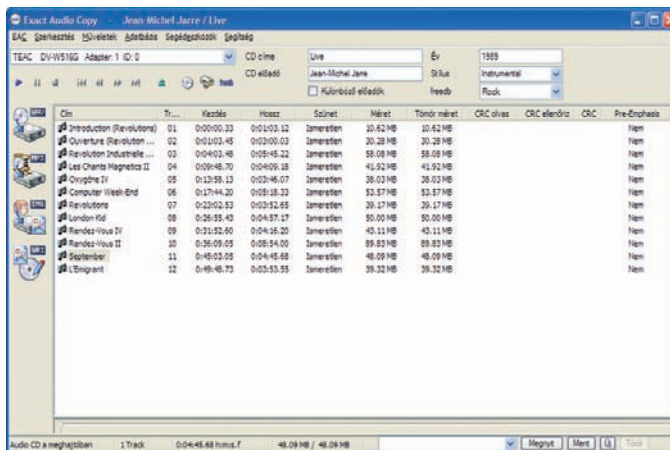 Exact Audio Copy - Jean-Michel Jarre / Live
EAC Szerkesztés Műveletek Adatbázis Segédeszközök Segítség
TEAC DV-W516G Adapter: 1 ID: 0 CD címe Live Év 1989
CD előadó Jean-Michel Jarre Stílus Instrumental
Különböző előadók freedb Rock
Cím Tr... Kezdés Hossz Szünet Méret Tömör méret CRC olvas CRC ellenőriz CRC Pre-Emphasis
Introduction (Revolutions) 01 0:00:00.33 0:01:03.12 Ismeretlen 10.62 MB 10.62 MB Nem
Ouverture (Revolution ... 02 0:01:03.45 0:03:00.03 Ismeretlen 30.28 MB 30.28 MB Nem
Revolution Industrielle ... 03 0:04:03.48 0:05:45.22 Ismeretlen 58.08 MB 58.08 MB Nem
Les Chants Magnetics II 04 0:09:48.70 0:04:09.18 Ismeretlen 41.92 MB 41.92 MB Nem
Oxygène IV 05 0:13:58.13 0:03:46.07 Ismeretlen 38.03 MB 38.03 MB Nem
Computer Week-End 06 0:17:44.20 0:05:18.33 Ismeretlen 53.57 MB 53.57 MB Nem
Revolutions 07 0:23:02.53 0:03:52.65 Ismeretlen 39.17 MB 39.17 MB Nem
London Kid 08 0:26:55.43 0:04:57.17 Ismeretlen 50.00 MB 50.00 MB Nem
Rendez-Vous IV 09 0:31:52.60 0:04:16.20 Ismeretlen 43.11 MB 43.11 MB Nem
Rendez-Vous II 10 0:36:09.05 0:08:54.00 Ismeretlen 89.83 MB 89.83 MB Nem
September 11 0:45:03.05 0:04:45.68 Ismeretlen 48.09 MB 48.09 MB Nem
L'Emigrant 12 0:49:48.73 0:03:53.55 Ismeretlen 39.32 MB 39.32 MB Nem
Audio CD a meghajtóban 1 Track 0:04:45.68 h:m:s.f 48.09 MB / 48.09 MB Megnyit Ment Új Töröl